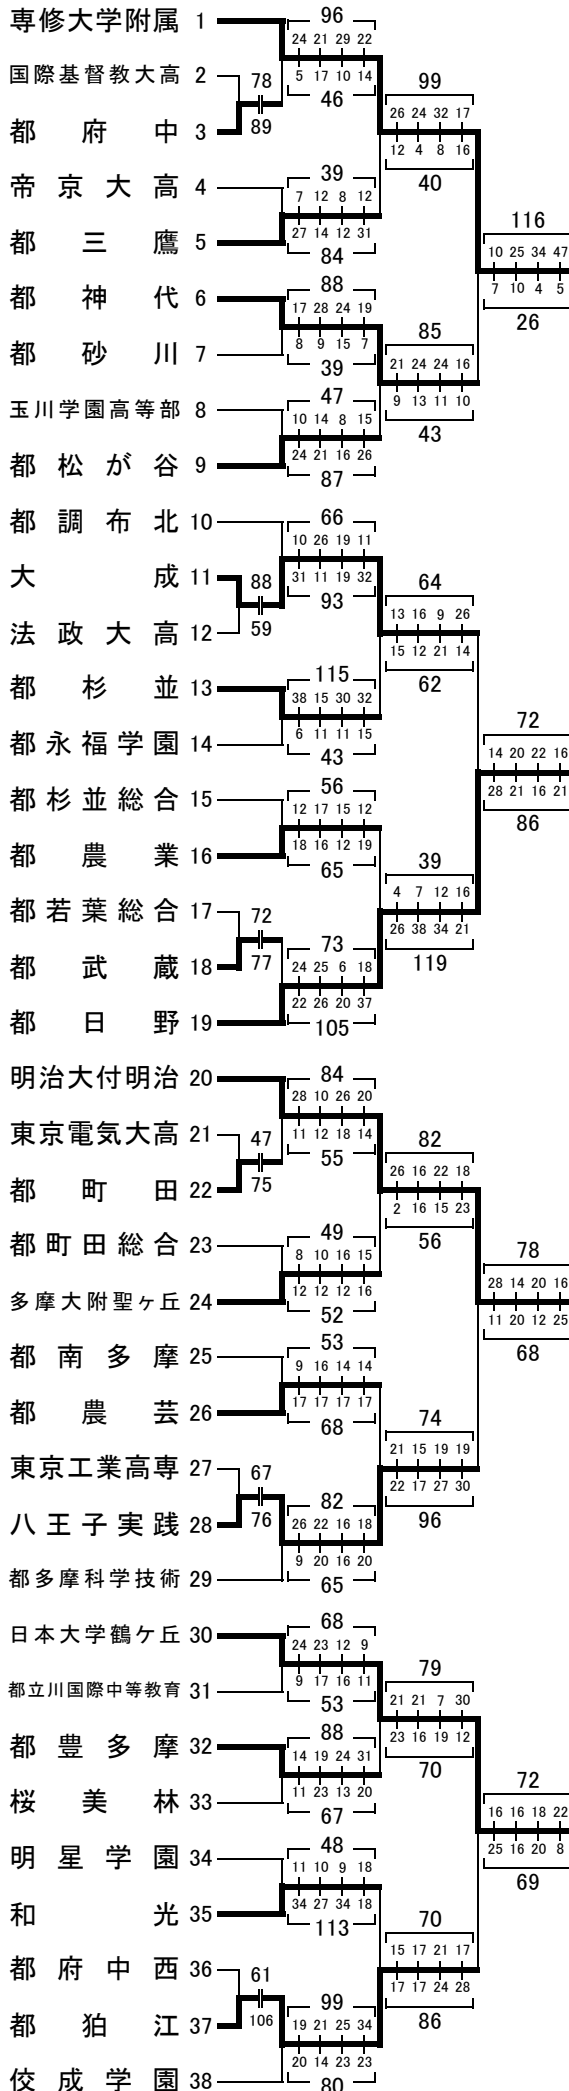 専修大学附属 1
国際基督教大高 2
都府中 3
帝京大高 4
都三鷹 5
都神代 6
都砂川 7
玉川学園高等部 8
都松が谷 9
都調布北 10
大成 11
法政大高 12
都杉並 13
都永福学園 14
都杉並総合 15
都農業 16
都若葉総合 17
都武蔵 18
都日野 19
明治大付明治 20
東京電気大高 21
都町田 22
都町田総合 23
多摩大附聖ヶ丘 24
都南多摩 25
都農芸 26
東京工業高専 27
八王子実践 28
都多摩科学技術 29
日本大学鶴ケ丘 30
都立川国際中等教育 31
都豊多摩 32
桜美林 33
明星学園 34
和光 35
都府中西 36
都狛江 37
佼成学園 38
78
89
88
59
72
77
47
75
67
76
61
106
96
24 21 29 22
5 17 10 14
46
39
7 12 8 12
27 14 12 31
84
88
17 28 24 19
8 9 15 7
39
47
10 14 8 15
24 21 16 26
87
66
10 26 19 11
31 11 19 32
93
115
38 15 30 32
6 11 11 15
43
56
12 17 15 12
18 16 12 19
65
73
24 25 6 18
22 26 20 37
105
84
28 10 26 20
11 12 18 14
55
49
8 10 16 15
12 12 12 16
52
53
9 16 14 14
17 17 17 17
68
82
26 22 16 18
9 20 16 20
65
68
24 23 12 9
9 17 16 11
53
88
14 19 24 31
11 23 13 20
67
48
11 10 9 18
34 27 34 18
113
99
19 21 25 34
20 14 23 23
80
99
26 24 32 17
12 4 8 16
40
85
21 24 24 16
9 13 11 10
43
64
13 16 9 26
15 12 21 14
62
39
4 7 12 16
26 38 34 21
119
82
26 16 22 18
2 16 15 23
56
74
21 15 19 19
22 17 27 30
96
79
21 21 7 30
23 16 19 12
70
70
15 17 21 17
17 17 24 28
86
116
10 25 34 47
7 10 4 5
26
72
14 20 22 16
28 21 16 21
86
78
28 14 20 16
11 20 12 25
68
72
16 16 18 22
25 16 20 8
69